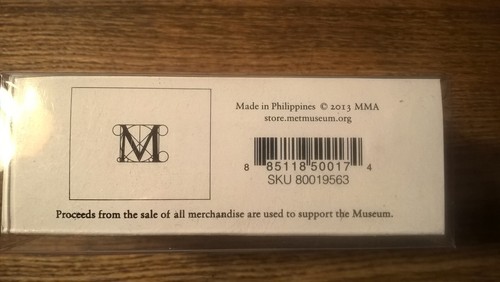 M
Made in Philippines © 2013 MMA
store.metmuseum.org
8 85118 50017 4
SKU 80019563
Proceeds from the sale of all merchandise are used to support the Museum.